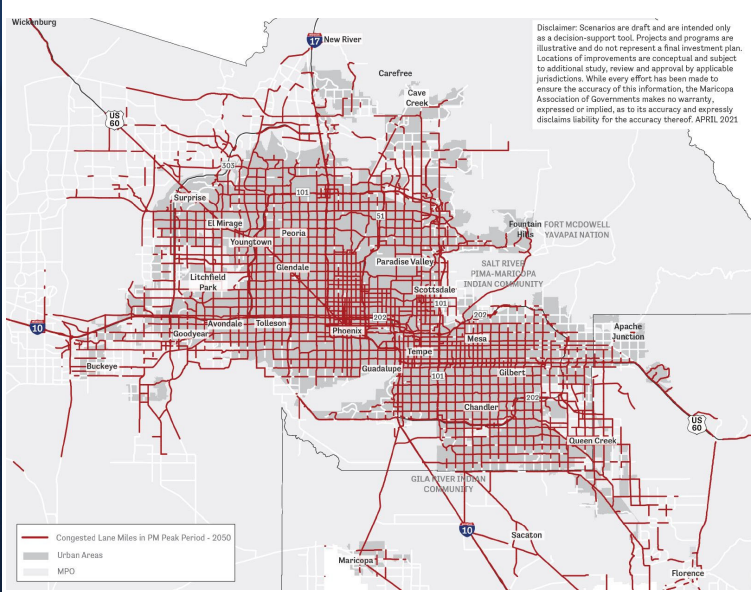 Wickenburg
17
New River
Disclaimer: Scenarios are draft and are intended only
as a decision-support tool. Projects and programs are
illustrative and do not represent a final investment plan.
Locations of improvements are conceptual and subject
to additional study, review and approval by applicable
jurisdictions. While every effort has been made to
ensure the accuracy of this information, the Maricopa
Association of Governments makes no warranty,
expressed or implied, as to its accuracy and expressly
disclaims liability for the accuracy thereof. APRIL 2021
Carefree
Cave
Creek
US
60
303
101
Surprise
51
El Mirage
Peoria
Youngtown
Fountain
Hills
FORT MCDOWELL
YAVAPAI NATION
Glendale
Paradise Valley
SALT RIVER
PIMA-MARICOPA
INDIAN COMMUNITY
Litchfield
Park
Scottsdale
101
202
202
10
Avondale
Tolleson
Phoenix
Goodyear
Mesa
Apache
Junction
Tempe
Buckeye
Guadalupe
101
Gilbert
Chandler
202
US
60
Queen Creek
GILA RIVER INDIAN
COMMUNITY
10
Sacaton
Maricopa
Florence
Congested Lane Miles in PM Peak Period - 2050
Urban Areas
MPO